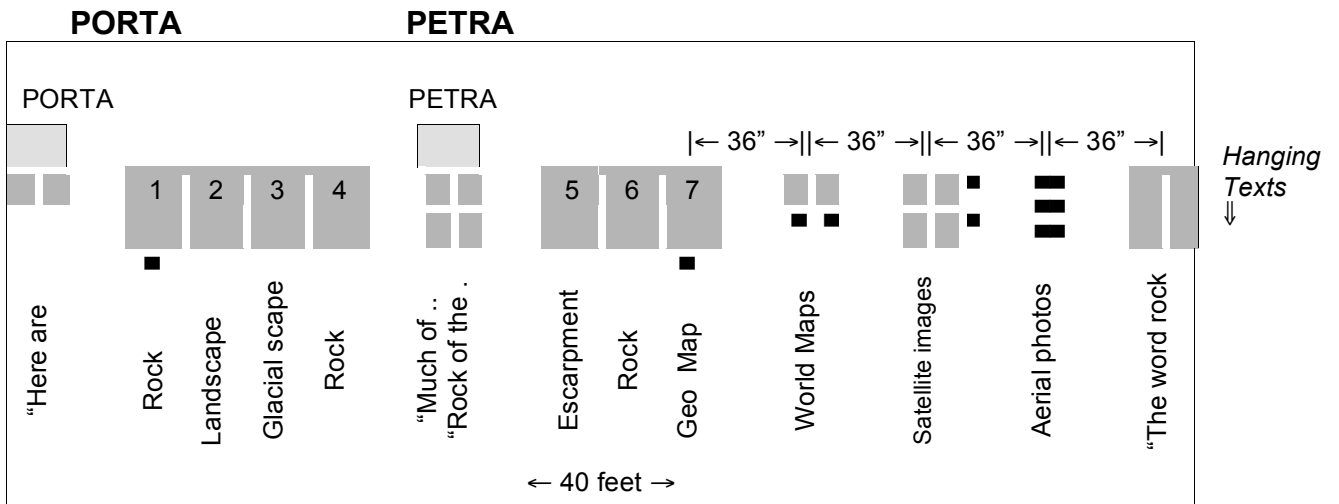 PORTA PETRA
PORTA PETRA
|← 36” →||← 36” →||← 36” →||← 36” →|
Hanging
Texts
⇓
1 2 3 4 5 6 7
“Here are
Rock
Landscape
Glacial scape
Rock
“Much of ..
“Rock of the .
Escarpment
Rock
Geo Map
World Maps
Satellite images
Aerial photos
“The word rock
← 40 feet →